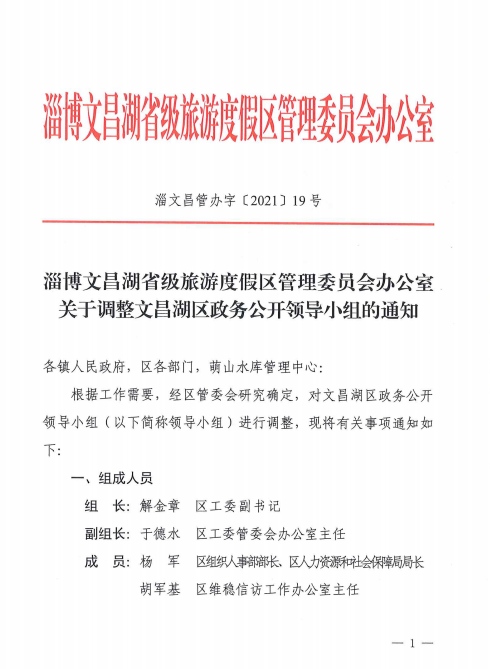 淄博文昌湖省级旅游度假区管理委员会办公室
淄文昌管办字〔2021〕19号
淄博文昌湖省级旅游度假区管理委员会办公室
关于调整文昌湖区政务公开领导小组的通知
各镇人民政府，区各部门，萌山水库管理中心：
根据工作需要，经区管委会研究确定，对文昌湖区政务公开
领导小组（以下简称领导小组）进行调整，现将有关事项通知如
下：
一、组成人员
组 长：解金章 区工委副书记
副组长：于德水 区工委管委会办公室主任
成 员：杨 军 区组织人事部部长、区人力资源和社会保障局局长
胡军基 区维稳信访工作办公室主任
— 1 —